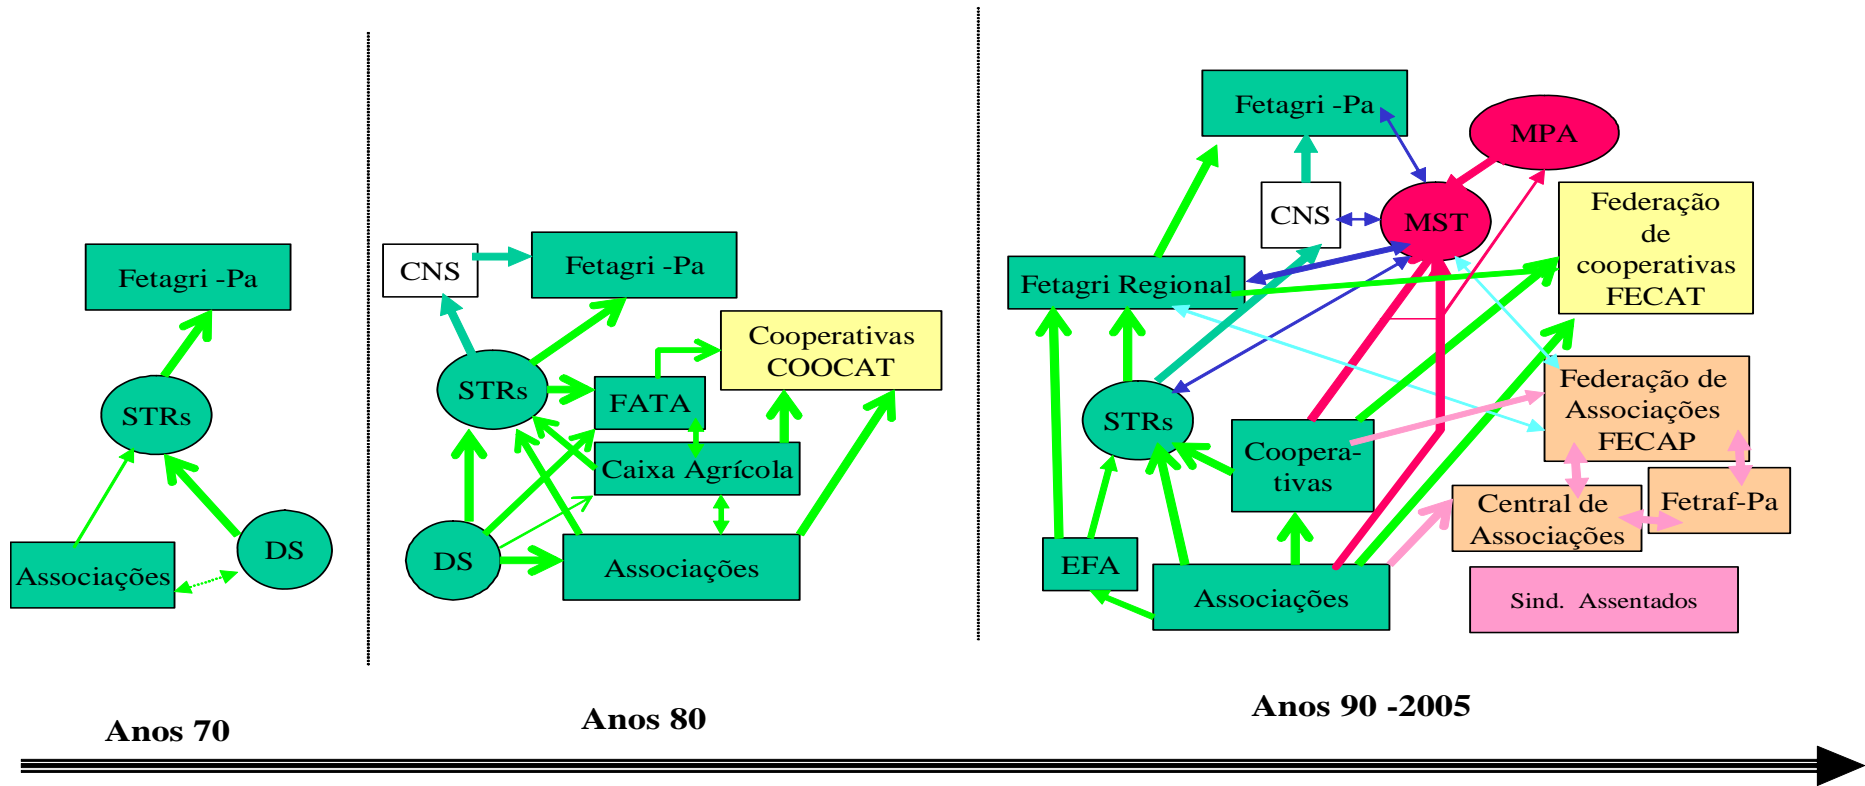 Fetagri -Pa
STRs
DS
Associações
Anos 70
CNS
Fetagri -Pa
Cooperativas
COOCAT
STRs
FATA
Caixa Agrícola
DS
Associações
Anos 80
Fetagri -Pa
MPA
CNS
MST
Federação
de
cooperativas
FECAT
Fetagri Regional
Federação de
Associações
FECAP
STRs
Coopera-
tivas
Central de
Associações
Fetraf-Pa
EFA
Associações
Sind. Assentados
Anos 90 -2005